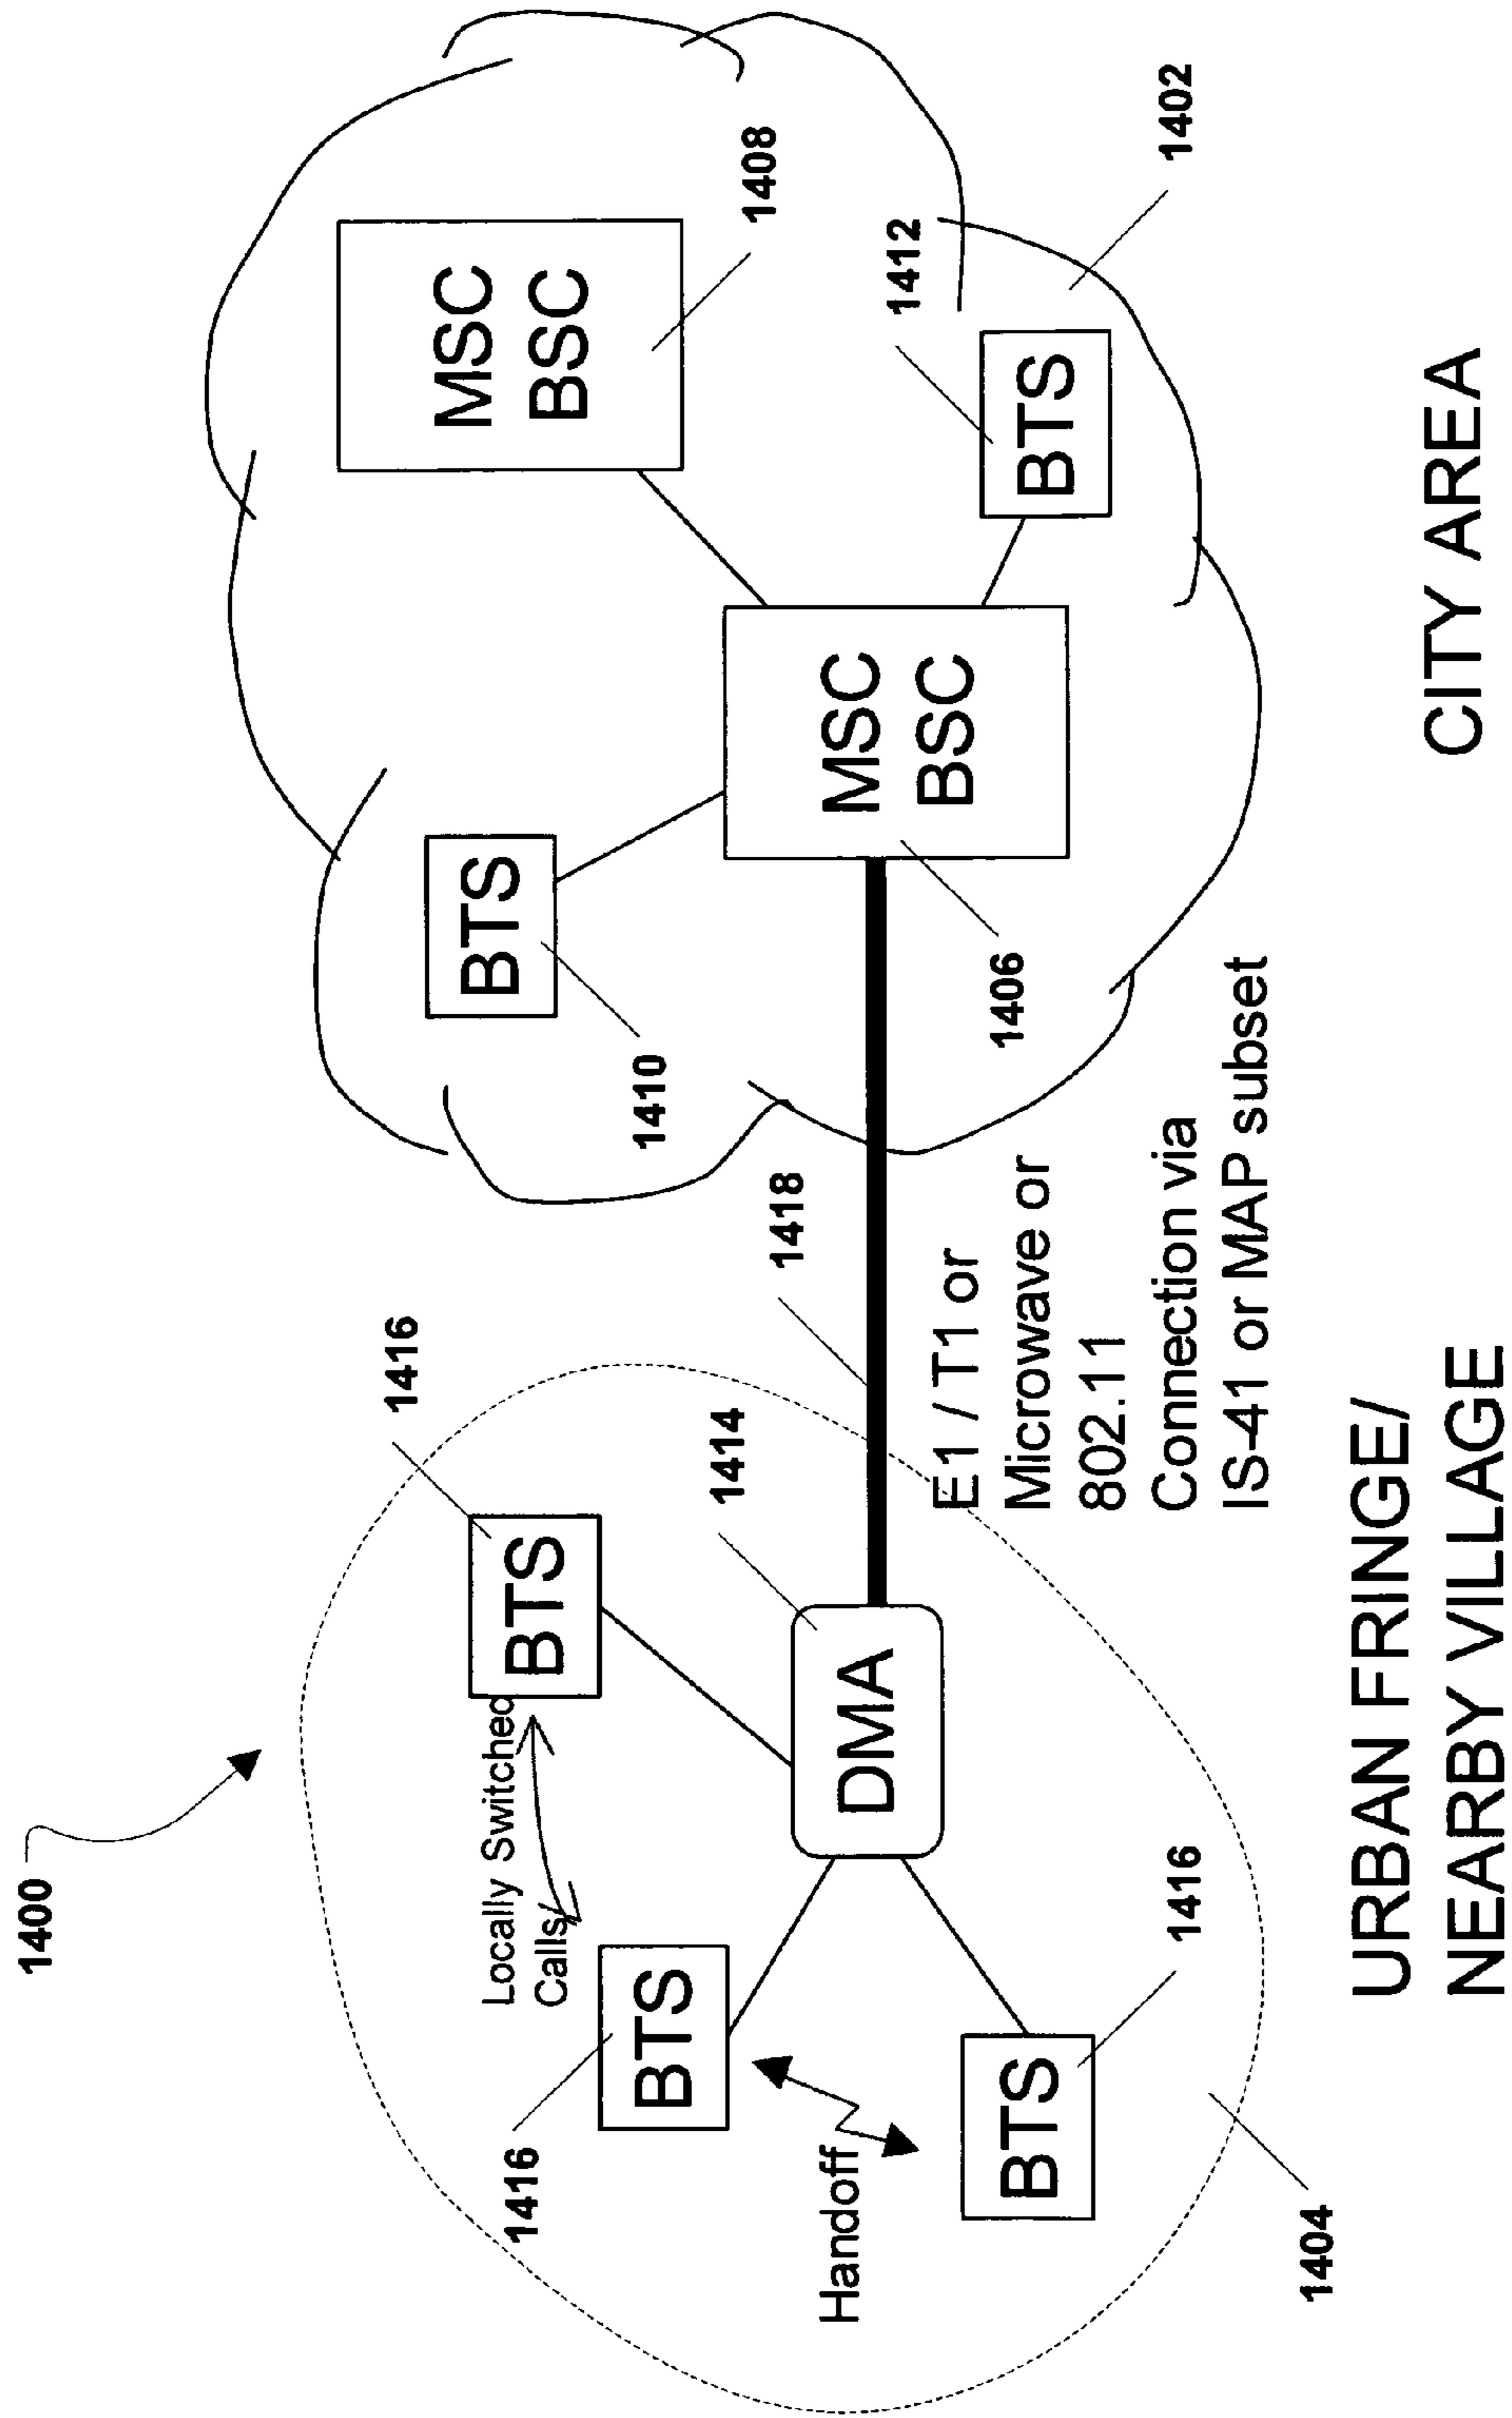 1400
1416
1408
Locally Switched
Calls
BTS
MSC
BSC
BTS
1410
1416
BTS
1414
1418
1412
Handoff
DMA
MSC
BSC
BTS
BTS
1416
1406
1402
E1 / T1 or
Microwave or
802.11
Connection via
IS-41 or MAP subset
1404
URBAN FRINGE/
NEARBY VILLAGE
CITY AREA